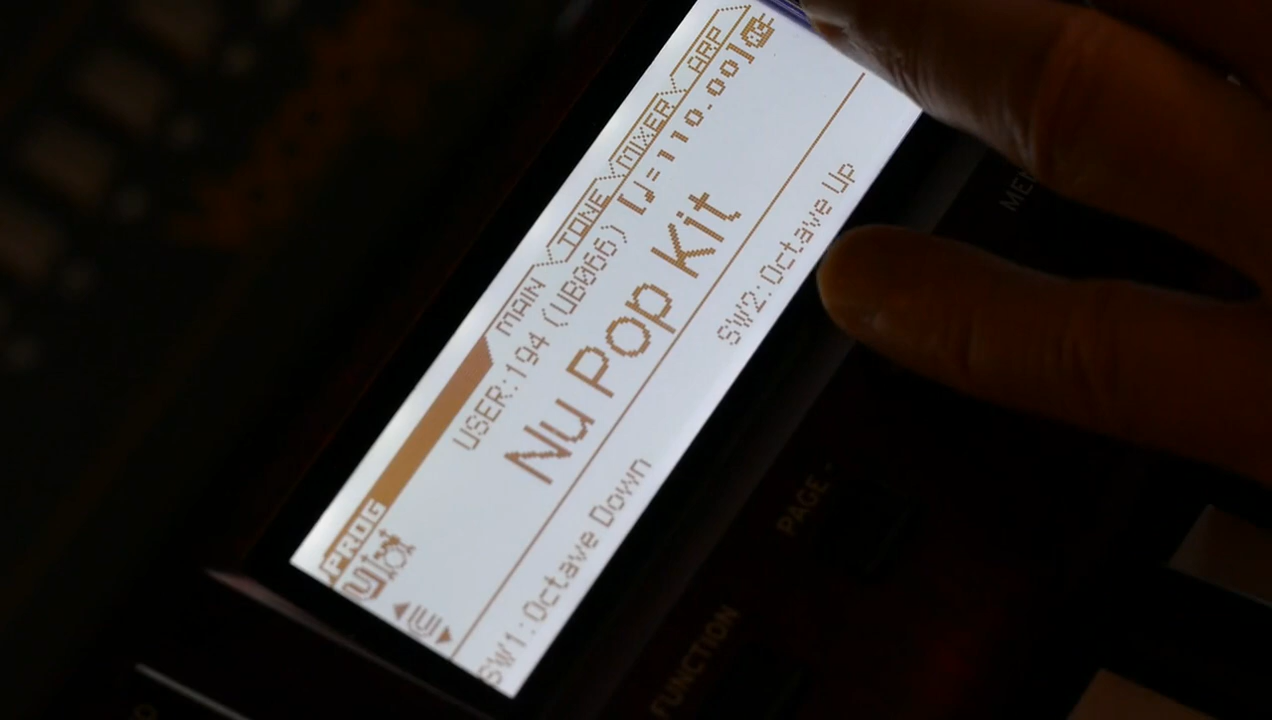 PROG MAIN TONE MIXER ARP
USER:194 (UB066) [♩=110.00]
Nu Pop Kit
SW1:Octave Down SW2:Octave Up
PAGE-
FUNCTION